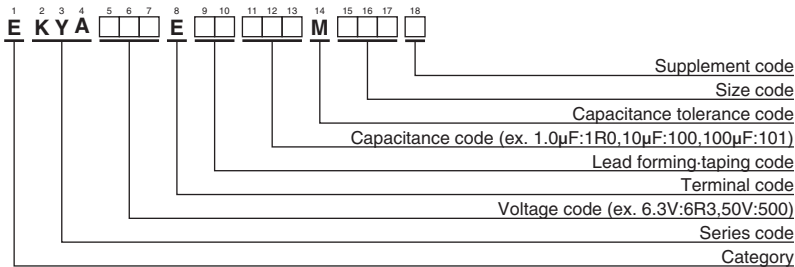 1 2 3 4 5 6 7 8 9 10 11 12 13 14 15 16 17 18
E K Y A E M
Supplement code
Size code
Capacitance tolerance code
Capacitance code (ex. 1.0μF:1R0,10μF:100,100μF:101)
Lead forming·taping code
Terminal code
Voltage code (ex. 6.3V:6R3,50V:500)
Series code
Category